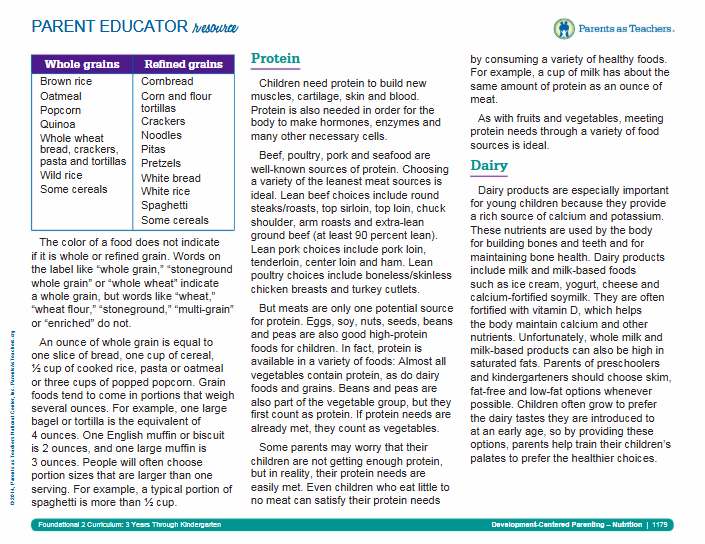 PARENT EDUCATOR resource
Parents as Teachers.
Whole grains
Brown rice
Oatmeal
Popcorn
Quinoa
Whole wheat
bread, crackers,
pasta and tortillas
Wild rice
Some cereals
Refined grains
Cornbread
Corn and flour
tortillas
Crackers
Noodles
Pitas
Pretzels
White bread
White rice
Spaghetti
Some cereals
The color of a food does not indicate
if it is whole or refined grain. Words on
the label like “whole grain,” “stoneground
whole grain” or “whole wheat” indicate
a whole grain, but words like “wheat,”
“wheat flour,” “stoneground,” “multi-grain”
or “enriched” do not.
An ounce of whole grain is equal to
one slice of bread, one cup of cereal,
½ cup of cooked rice, pasta or oatmeal
or three cups of popped popcorn. Grain
foods tend to come in portions that weigh
several ounces. For example, one large
bagel or tortilla is the equivalent of
4 ounces. One English muffin or biscuit
is 2 ounces, and one large muffin is
3 ounces. People will often choose
portion sizes that are larger than one
serving. For example, a typical portion of
spaghetti is more than ½ cup.
Protein
Children need protein to build new
muscles, cartilage, skin and blood.
Protein is also needed in order for the
body to make hormones, enzymes and
many other necessary cells.
Beef, poultry, pork and seafood are
well-known sources of protein. Choosing
a variety of the leanest meat sources is
ideal. Lean beef choices include round
steaks/roasts, top sirloin, top loin, chuck
shoulder, arm roasts and extra-lean
ground beef (at least 90 percent lean).
Lean pork choices include pork loin,
tenderloin, center loin and ham. Lean
poultry choices include boneless/skinless
chicken breasts and turkey cutlets.
But meats are only one potential source
for protein. Eggs, soy, nuts, seeds, beans
and peas are also good high-protein
foods for children. In fact, protein is
available in a variety of foods: Almost all
vegetables contain protein, as do dairy
foods and grains. Beans and peas are
also part of the vegetable group, but they
first count as protein. If protein needs are
already met, they count as vegetables.
Some parents may worry that their
children are not getting enough protein,
but in reality, their protein needs are
easily met. Even children who eat little to
no meat can satisfy their protein needs
by consuming a variety of healthy foods.
For example, a cup of milk has about the
same amount of protein as an ounce of
meat.
As with fruits and vegetables, meeting
protein needs through a variety of food
sources is ideal.
Dairy
Dairy products are especially important
for young children because they provide
a rich source of calcium and potassium.
These nutrients are used by the body
for building bones and teeth and for
maintaining bone health. Dairy products
include milk and milk-based foods
such as ice cream, yogurt, cheese and
calcium-fortified soymilk. They are often
fortified with vitamin D, which helps
the body maintain calcium and other
nutrients. Unfortunately, whole milk and
milk-based products can also be high in
saturated fats. Parents of preschoolers
and kindergarteners should choose skim,
fat-free and low-fat options whenever
possible. Children often grow to prefer
the dairy tastes they are introduced to
at an early age, so by providing these
options, parents help train their children’s
palates to prefer the healthier choices.
© 2014, Parents as Teachers National Center, Inc. ParentsAsTeachers.org
Foundational 2 Curriculum: 3 Years Through Kindergarten
Development-Centered Parenting – Nutrition | 1179